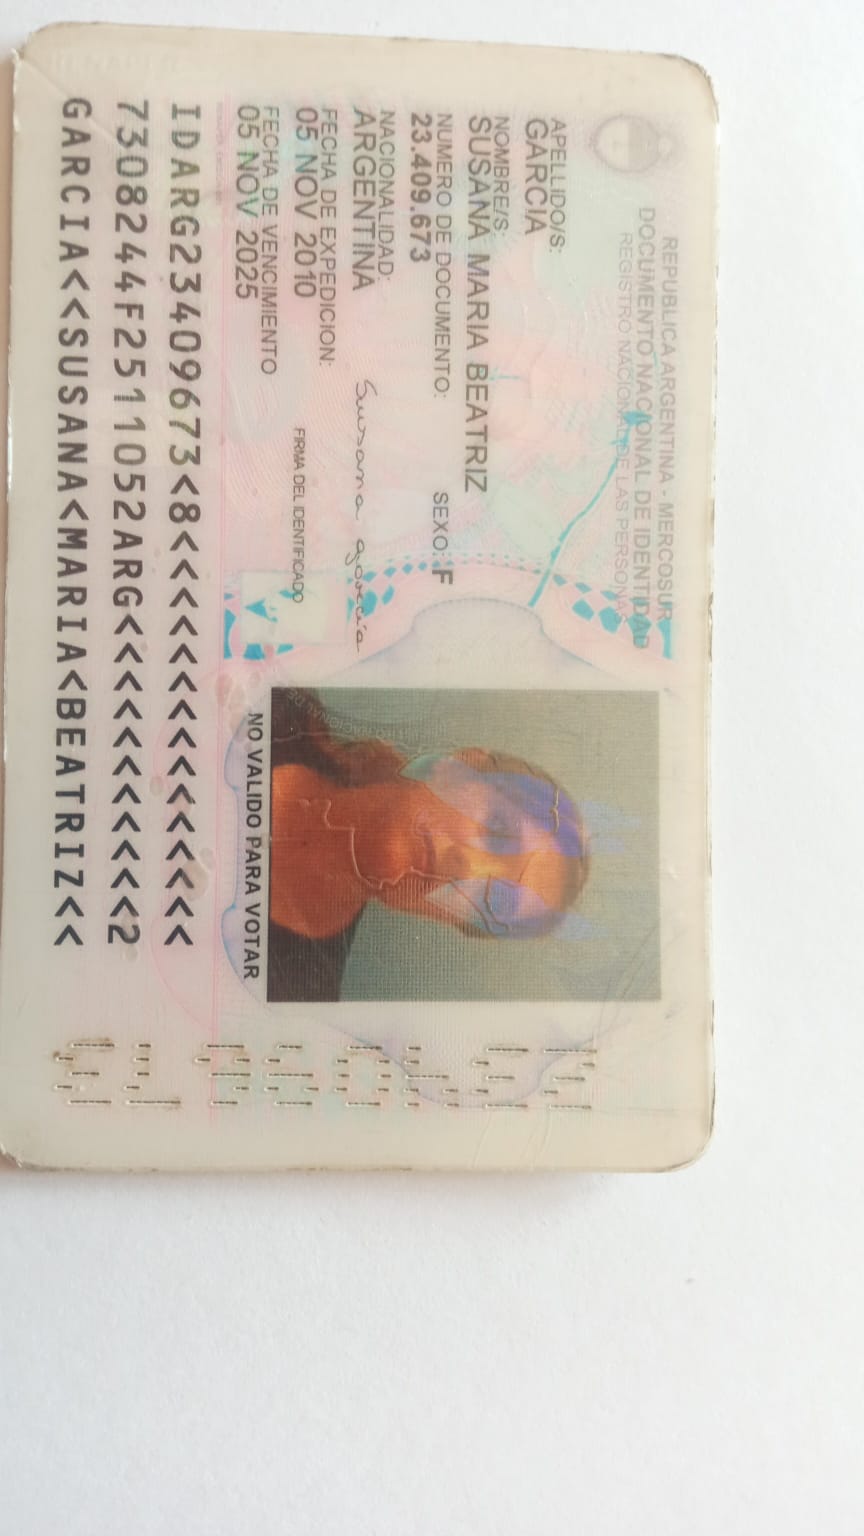 REPUBLICA ARGENTINA - MERCOSUR
DOCUMENTO NACIONAL DE IDENTIDAD
REGISTRO NACIONAL DE LAS PERSONAS
APELLIDO/S:
GARCIA
NOMBRE/S:
SUSANA MARIA BEATRIZ
NUMERO DE DOCUMENTO: SEXO: F
23.409.673
NACIONALIDAD:
ARGENTINA
Susana García
FECHA DE EXPEDICION:
05 NOV 2010
FIRMA DEL IDENTIFICADO
FECHA DE VENCIMIENTO
05 NOV 2025
NO VALIDO PARA VOTAR
IDARG23409673<8<<<<<<<<<<<<<<<
7308244F2511052ARG<<<<<<<<<<<2
GARCIA<<SUSANA<MARIA<BEATRIZ<<